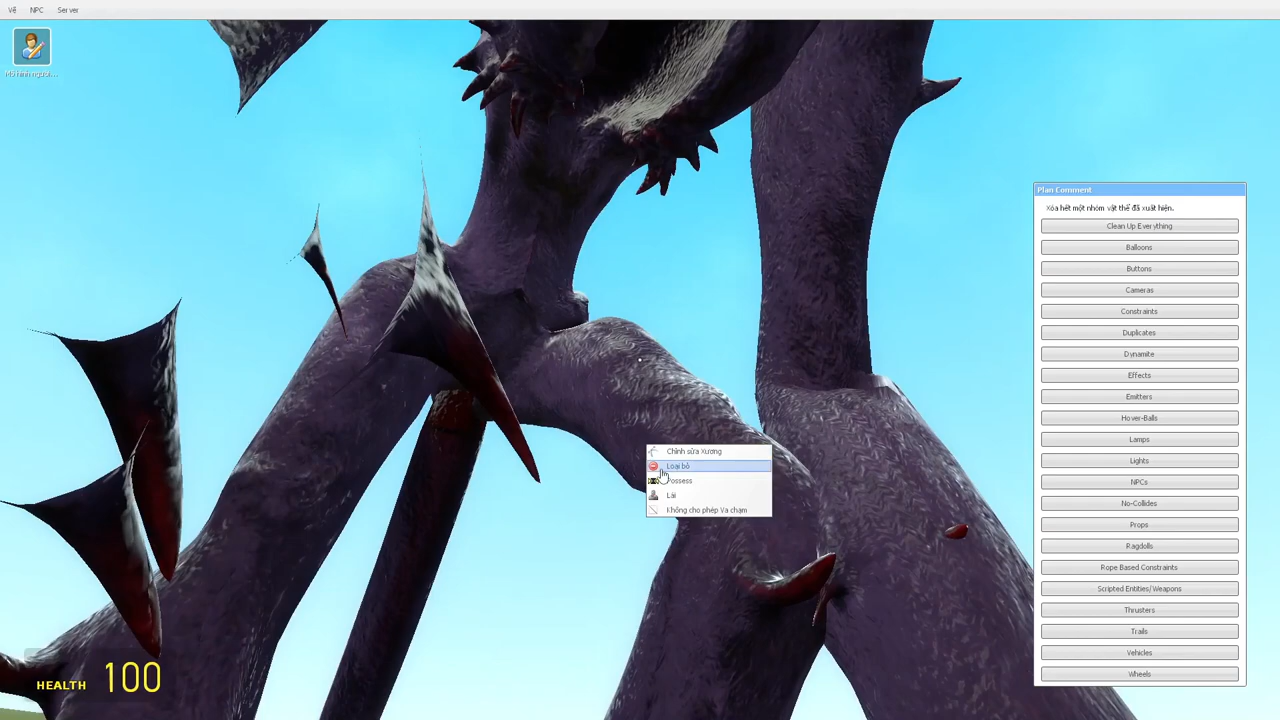 Vẽ NPC Server
Mô hình người...
Plan Comment
Xóa hết một nhóm vật thể đã xuất hiện.
Clean Up Everything
Balloons
Buttons
Cameras
Constraints
Duplicates
Dynamite
Effects
Emitters
Hover-Balls
Lamps
Lights
NPCs
No-Collides
Props
Ragdolls
Rope Based Constraints
Scripted Entities/Weapons
Thrusters
Trails
Vehicles
Wheels
Chỉnh sửa Xương
Loại bỏ
Possess
Lái
Không cho phép Va chạm
HEALTH 100